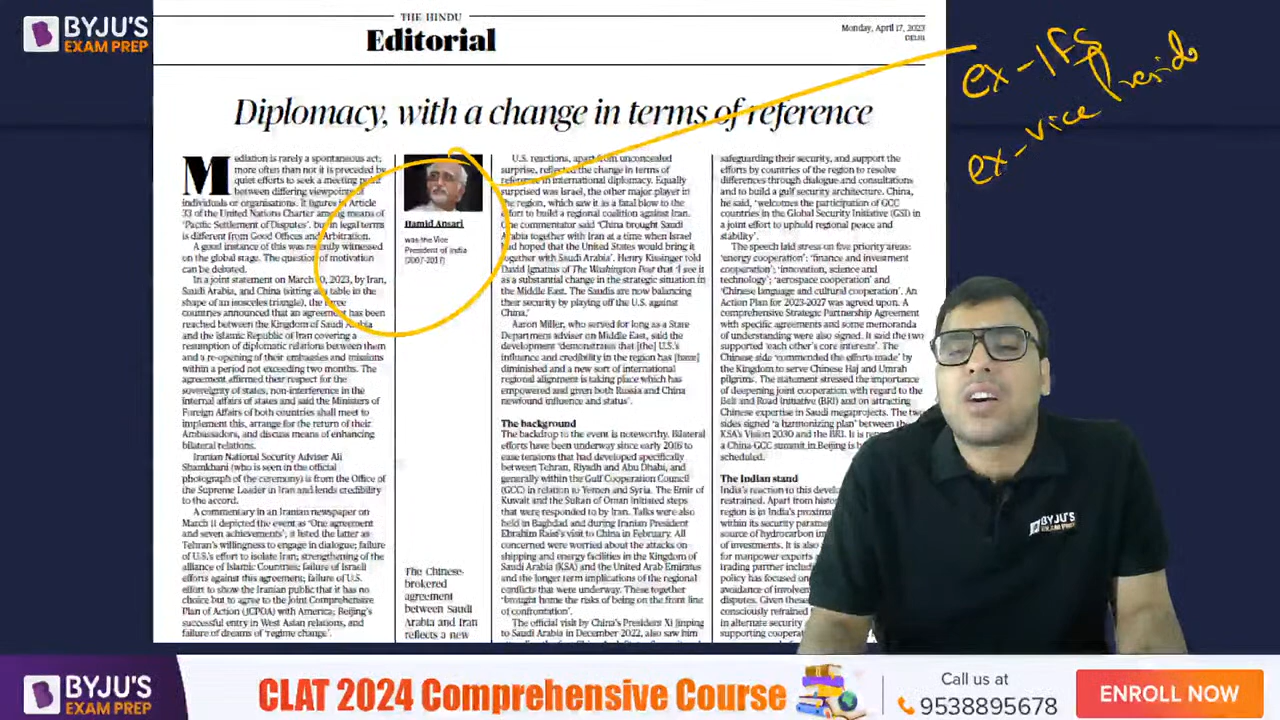 BYJU'S
EXAM PREP
THE HINDU
Editorial
Monday, April 17, 2023
DELHI
ex-IFS
ex-vice
Diplomacy, with a change in terms of reference
Mediation is rarely a spontaneous act;
more often than not it is preceded by
quiet efforts to seek a meeting point
between differing viewpoints of
individuals or organisations. It figures in Article
33 of the United Nations Charter among means of
'Pacific Settlement of Disputes', but in legal terms
is different from Good Offices and Arbitration.
A good instance of this was recently witnessed
on the global stage. The question of motivation
can be debated.
In a joint statement on March 10, 2023, by Iran,
Saudi Arabia, and China (sitting at a table in the
shape of an isosceles triangle), the three
countries announced that an agreement has been
reached between the Kingdom of Saudi Arabia
and the Islamic Republic of Iran covering a
resumption of diplomatic relations between them
and a re-opening of their embassies and missions
within a period not exceeding two months. The
agreement affirmed their respect for the
sovereignty of states, non-interference in the
internal affairs of states and said the Ministers of
Foreign Affairs of both countries shall meet to
implement this, arrange for the return of their
Ambassadors, and discuss means of enhancing
bilateral relations.
Iranian National Security Adviser Ali
Shamkhani (who is seen in the official
photograph of the ceremony) is from the Office of
the Supreme Leader in Iran and lends credibility
to the accord.
A commentary in an Iranian newspaper on
March 11 depicted the event as 'One agreement
and seven achievements'; it listed the latter as
Tehran's willingness to engage in dialogue; failure
of U.S.'s effort to isolate Iran; strengthening of the
alliance of Islamic Countries; failure of Israeli
efforts against this agreement; failure of U.S.
effort to show the Iranian public that it has no
choice but to agree to the Joint Comprehensive
Plan of Action (JCPOA) with America; Beijing's
successful entry in West Asian relations, and
failure of dreams of 'regime change'.
Hamid Ansari
was the Vice
President of India
(2007-2017)
The Chinese-
brokered
agreement
between Saudi
Arabia and Iran
reflects a new
U.S. reactions, apart from unconcealed
surprise, reflected the change in terms of
reference in international diplomacy. Equally
surprised was Israel, the other major player in
the region, which saw it as a fatal blow to the
effort to build a regional coalition against Iran.
One commentator said 'China brought Saudi
Arabia together with Iran at a time when Israel
had hoped that the United States would bring it
together with Saudi Arabia'. Henry Kissinger told
David Ignatius of The Washington Post that 'I see it
as a substantial change in the strategic situation in
the Middle East. The Saudis are now balancing
their security by playing off the U.S. against
China.'
Aaron Miller, who served for long as a State
Department adviser on Middle East, said the
development 'demonstrates that [the] U.S.'s
influence and credibility in the region has [have]
diminished and a new sort of international
regional alignment is taking place which has
empowered and given both Russia and China
newfound influence and status'.
The background
The backdrop to the event is noteworthy. Bilateral
efforts have been underway since early 2016 to
ease tensions that had developed specifically
between Tehran, Riyadh and Abu Dhabi, and
generally within the Gulf Cooperation Council
(GCC) in relation to Yemen and Syria. The Emir of
Kuwait and the Sultan of Oman initiated steps
that were responded to by Iran. Talks were also
held in Baghdad and during Iranian President
Ebrahim Raisi's visit to China in February. All
concerned were worried about the attacks on
shipping and energy facilities in the Kingdom of
Saudi Arabia (KSA) and the United Arab Emirates
and the longer term implications of the regional
conflicts that were underway. These together
'brought home the risks of being on the front line
of confrontation'.
The official visit by China's President Xi Jinping
to Saudi Arabia in December 2022, also saw him
safeguarding their security, and support the
efforts by countries of the region to resolve
differences through dialogue and consultations
and to build a gulf security architecture. China,
he said, 'welcomes the participation of GCC
countries in the Global Security Initiative (GSI) in
a joint effort to uphold regional peace and
stability'.
The speech laid stress on five priority areas:
'energy cooperation'; 'finance and investment
cooperation'; 'innovation, science and
technology'; 'aerospace cooperation' and
'Chinese language and cultural cooperation'. An
Action Plan for 2023-2027 was agreed upon. A
comprehensive Strategic Partnership Agreement
with specific agreements and some memoranda
of understanding were also signed. It said the two
supported 'each other's core interests'. The
Chinese side 'commended the efforts made' by
the Kingdom to serve Chinese Haj and Umrah
pilgrims. The statement stressed the importance
of deepening joint cooperation with regard to the
Belt and Road Initiative (BRI) and on attracting
Chinese expertise in Saudi megaprojects. The two
sides signed 'a harmonizing plan' between the
KSA's Vision 2030 and the BRI. It is
a China-GCC summit in Beijing is
scheduled.
The Indian stand
India's reaction to this
restrained. Apart from
region is in India's
within its security
source of hydrocarbon
of investments. It is also
for manpower exports
trading partner
policy has focused
avoidance of
disputes. Given these
consciously refrained
in alternate security
supporting
BYJU'S
EXAM PREP
BYJU'S
EXAM PREP
CLAT 2024 Comprehensive Course
Call us at
9538895678
ENROLL NOW